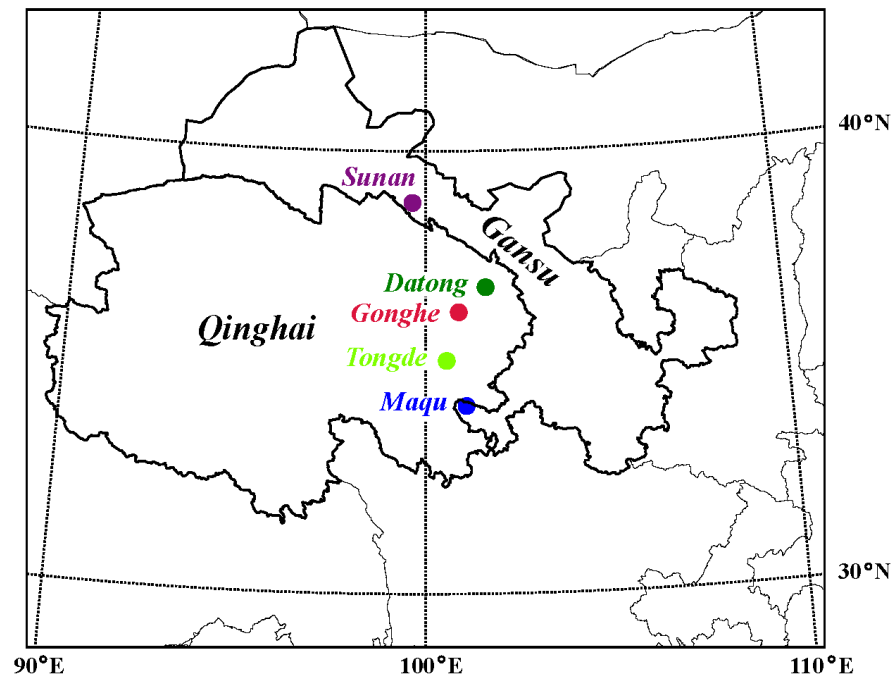 40°N
Sunan
Gansu
Datong
Gonghe
Qinghai
Tongde
Maqu
30°N
90°E
100°E
110°E